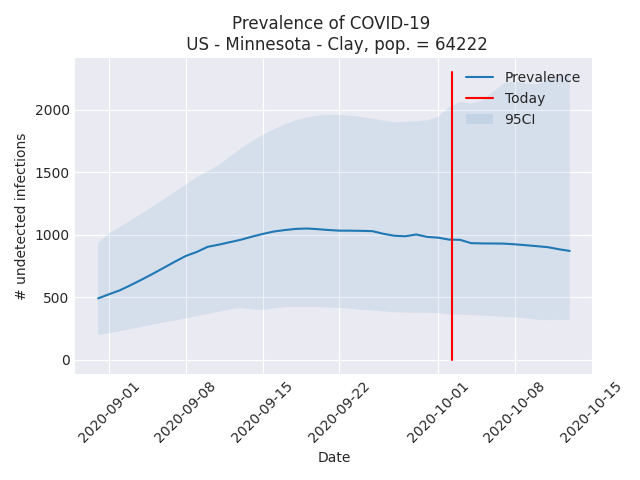 Prevalence of COVID-19
US - Minnesota - Clay, pop. = 64222
Prevalence
Today
95CI
# undetected infections
2000
1500
1000
500
0
2020-09-01
2020-09-08
2020-09-15
2020-09-22
2020-10-01
2020-10-08
2020-10-15
Date